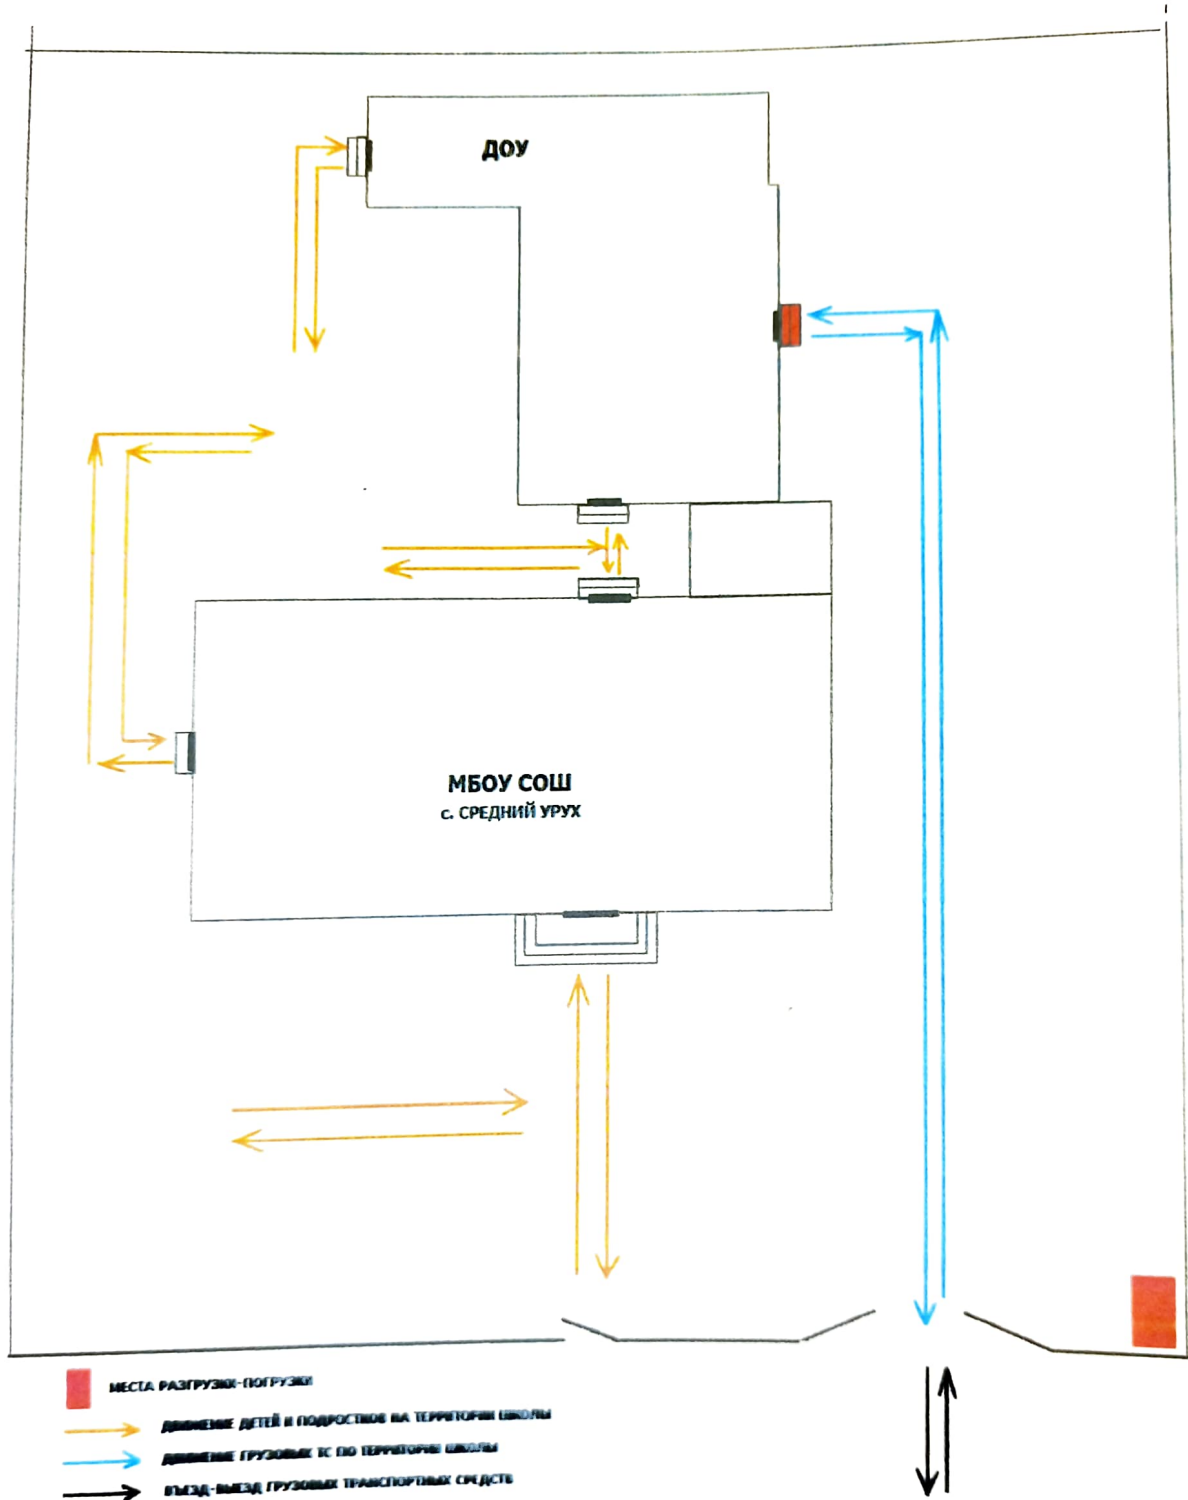 ДОУ
МБОУ СОШ
с. СРЕДНИЙ УРУХ
МЕСТА РАЗГРУЗКИ-ПОГРУЗКИ
ДВИЖЕНИЕ ДЕТЕЙ И ПОДРОСТКОВ НА ТЕРРИТОРИИ ШКОЛЫ
ДВИЖЕНИЕ ГРУЗОВЫХ ТС ПО ТЕРРИТОРИИ ШКОЛЫ
ВЪЕЗД-ВЫЕЗД ГРУЗОВЫХ ТРАНСПОРТНЫХ СРЕДСТВ